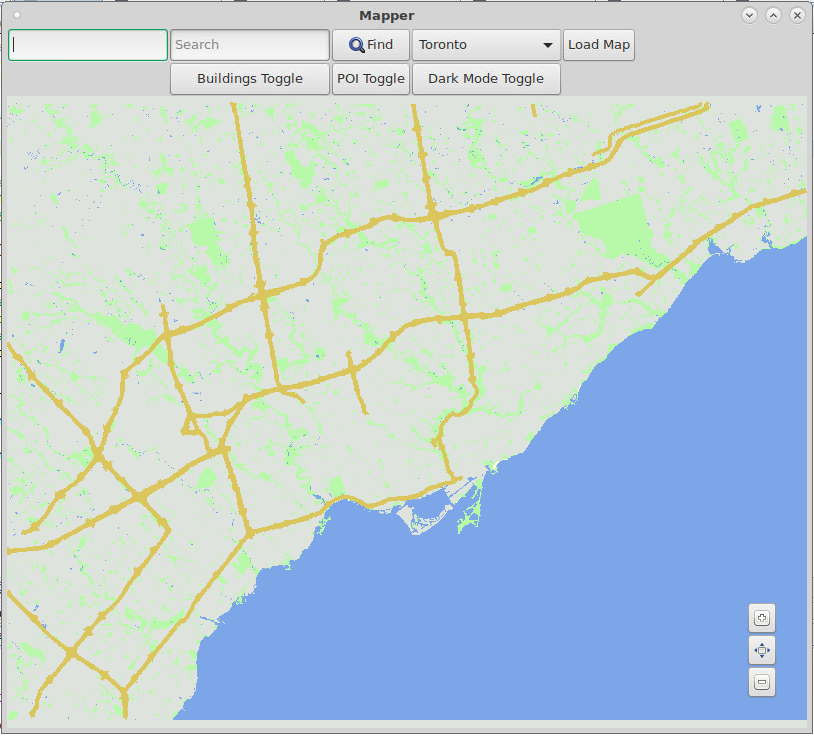 Mapper
Search Find Toronto Load Map
Buildings Toggle POI Toggle Dark Mode Toggle